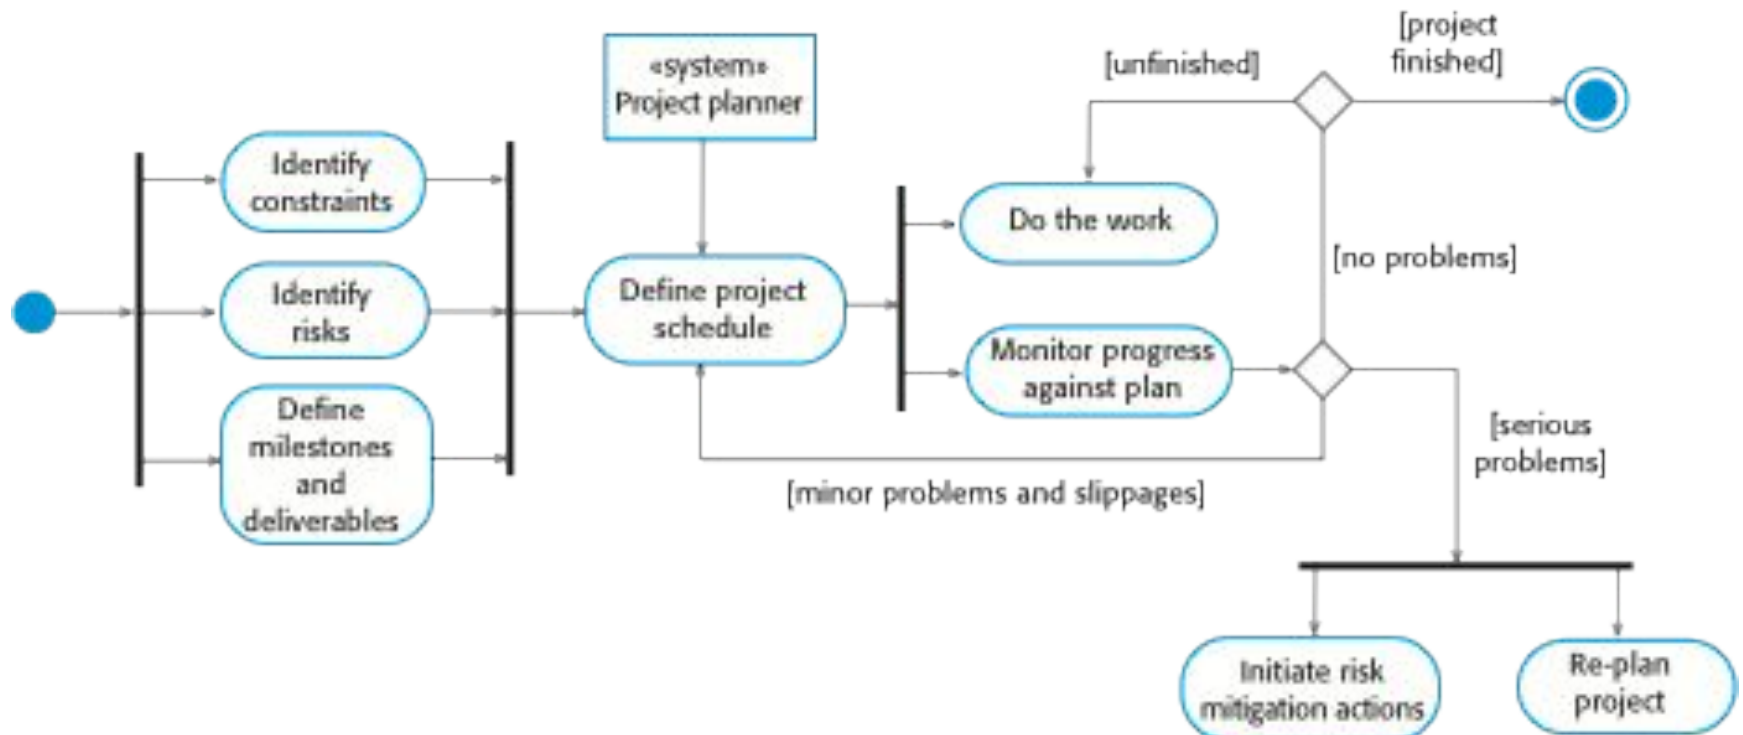 [project
finished]
[unfinished]
«system»
Project planner
Identify
constraints
Do the work
[no problems]
Identify
risks
Define project
schedule
Monitor progress
against plan
Define
milestones
and
deliverables
[serious
problems]
[minor problems and slippages]
Initiate risk
mitigation actions
Re-plan
project